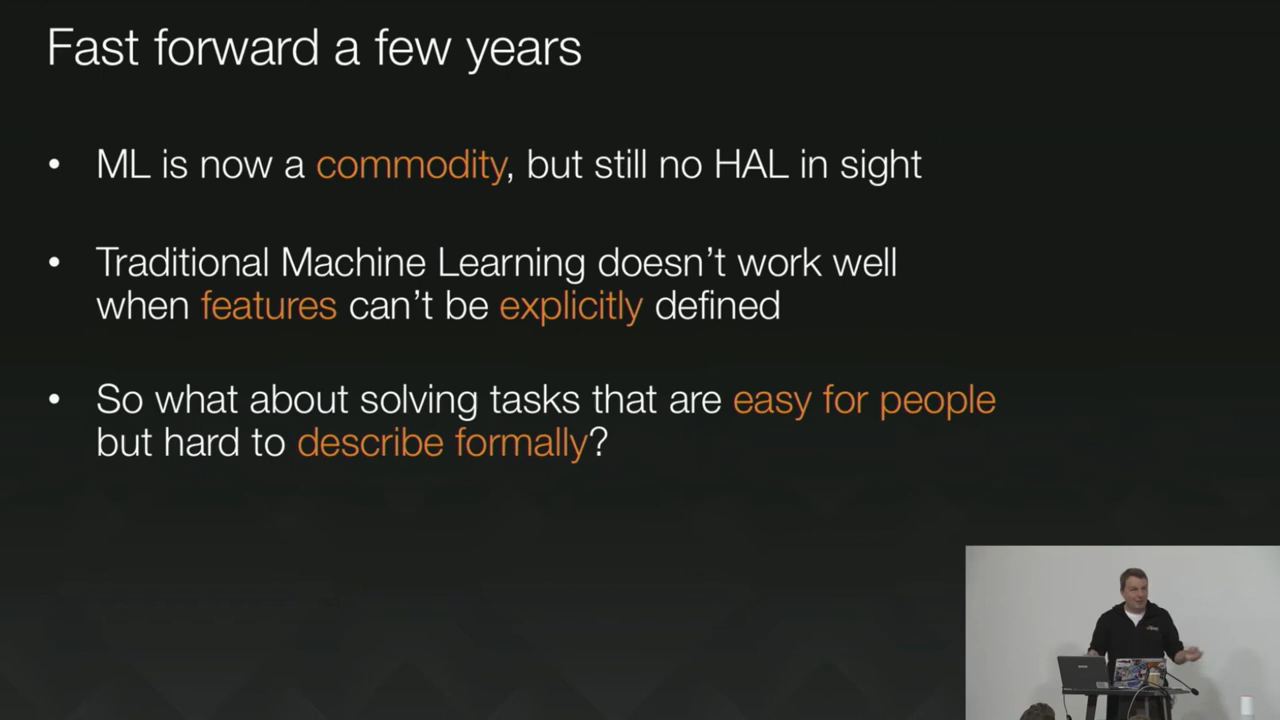 Fast forward a few years
• ML is now a commodity, but still no HAL in sight
• Traditional Machine Learning doesn’t work well
when features can’t be explicitly defined
• So what about solving tasks that are easy for people
but hard to describe formally?